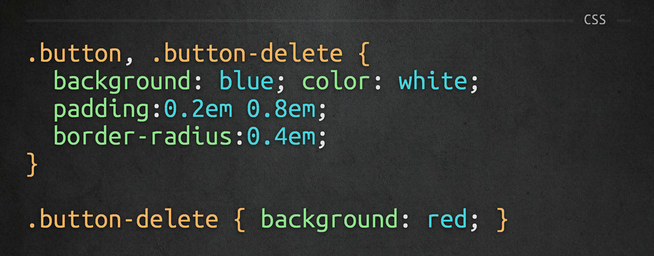 CSS
.button, .button-delete {
background: blue; color: white;
padding:0.2em 0.8em;
border-radius:0.4em;
}
.button-delete { background: red; }